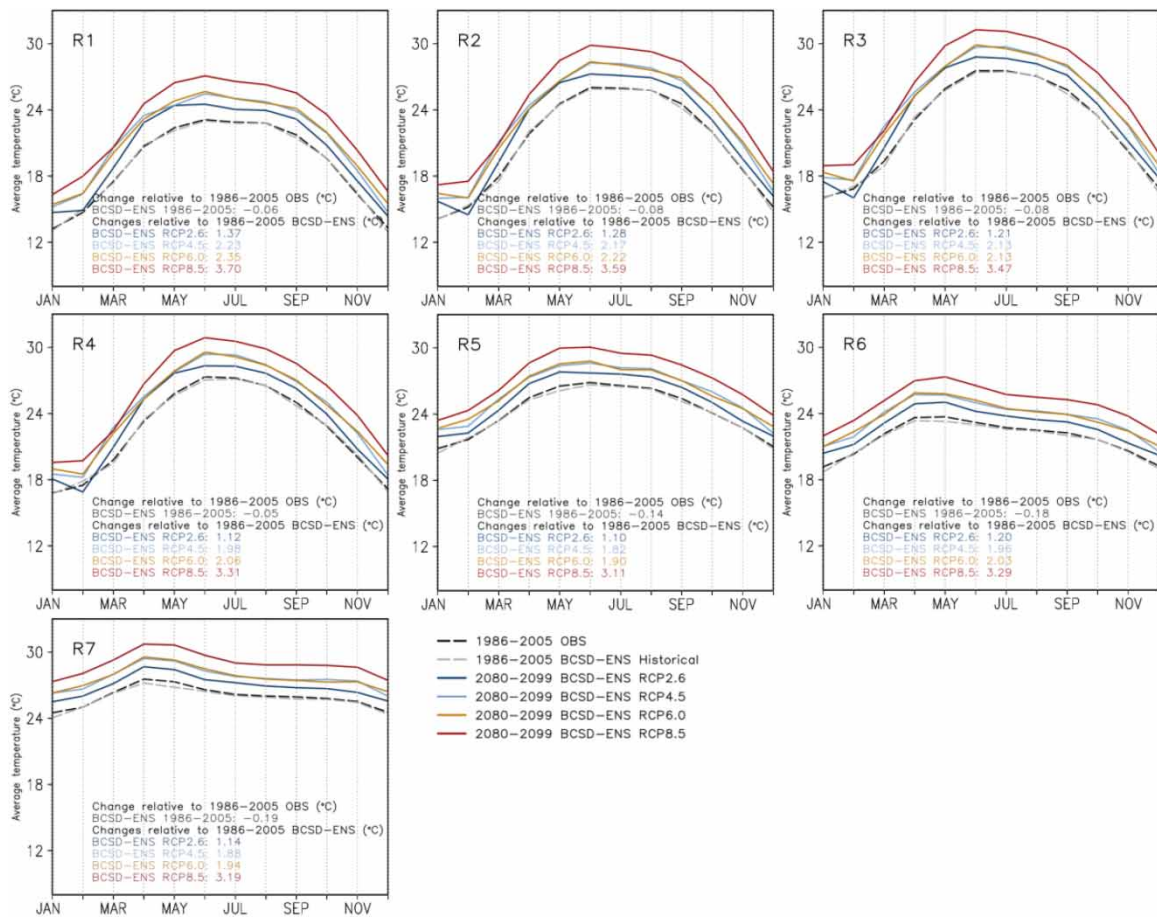 R1
Average temperature (°C)
30
24
18
12
Change relative to 1986-2005 OBS (°C)
BCSD-ENS 1986-2005: -0.06
Changes relative to 1986-2005 BCSD-ENS (°C)
BCSD-ENS RCP2.6: 1.37
BCSD-ENS RCP4.5: 2.23
BCSD-ENS RCP6.0: 2.35
BCSD-ENS RCP8.5: 3.70
JAN MAR MAY JUL SEP NOV
R2
Average temperature (°C)
30
24
18
12
Change relative to 1986-2005 OBS (°C)
BCSD-ENS 1986-2005: -0.08
Changes relative to 1986-2005 BCSD-ENS (°C)
BCSD-ENS RCP2.6: 1.28
BCSD-ENS RCP4.5: 2.17
BCSD-ENS RCP6.0: 2.22
BCSD-ENS RCP8.5: 3.59
JAN MAR MAY JUL SEP NOV
R3
Average temperature (°C)
30
24
18
12
Change relative to 1986-2005 OBS (°C)
BCSD-ENS 1986-2005: -0.08
Changes relative to 1986-2005 BCSD-ENS (°C)
BCSD-ENS RCP2.6: 1.21
BCSD-ENS RCP4.5: 2.13
BCSD-ENS RCP6.0: 2.13
BCSD-ENS RCP8.5: 3.47
JAN MAR MAY JUL SEP NOV
R4
Average temperature (°C)
30
24
18
12
Change relative to 1986-2005 OBS (°C)
BCSD-ENS 1986-2005: -0.05
Changes relative to 1986-2005 BCSD-ENS (°C)
BCSD-ENS RCP2.6: 1.12
BCSD-ENS RCP4.5: 1.98
BCSD-ENS RCP6.0: 2.06
BCSD-ENS RCP8.5: 3.31
JAN MAR MAY JUL SEP NOV
R5
Average temperature (°C)
30
24
18
12
Change relative to 1986-2005 OBS (°C)
BCSD-ENS 1986-2005: -0.14
Changes relative to 1986-2005 BCSD-ENS (°C)
BCSD-ENS RCP2.6: 1.10
BCSD-ENS RCP4.5: 1.82
BCSD-ENS RCP6.0: 1.90
BCSD-ENS RCP8.5: 3.11
JAN MAR MAY JUL SEP NOV
R6
Average temperature (°C)
30
24
18
12
Change relative to 1986-2005 OBS (°C)
BCSD-ENS 1986-2005: -0.18
Changes relative to 1986-2005 BCSD-ENS (°C)
BCSD-ENS RCP2.6: 1.20
BCSD-ENS RCP4.5: 1.96
BCSD-ENS RCP6.0: 2.03
BCSD-ENS RCP8.5: 3.29
JAN MAR MAY JUL SEP NOV
R7
Average temperature (°C)
30
24
18
12
Change relative to 1986-2005 OBS (°C)
BCSD-ENS 1986-2005: -0.19
Changes relative to 1986-2005 BCSD-ENS (°C)
BCSD-ENS RCP2.6: 1.14
BCSD-ENS RCP4.5: 1.88
BCSD-ENS RCP6.0: 1.94
BCSD-ENS RCP8.5: 3.19
JAN MAR MAY JUL SEP NOV
1986-2005 OBS
1986-2005 BCSD-ENS Historical
2080-2099 BCSD-ENS RCP2.6
2080-2099 BCSD-ENS RCP4.5
2080-2099 BCSD-ENS RCP6.0
2080-2099 BCSD-ENS RCP8.5